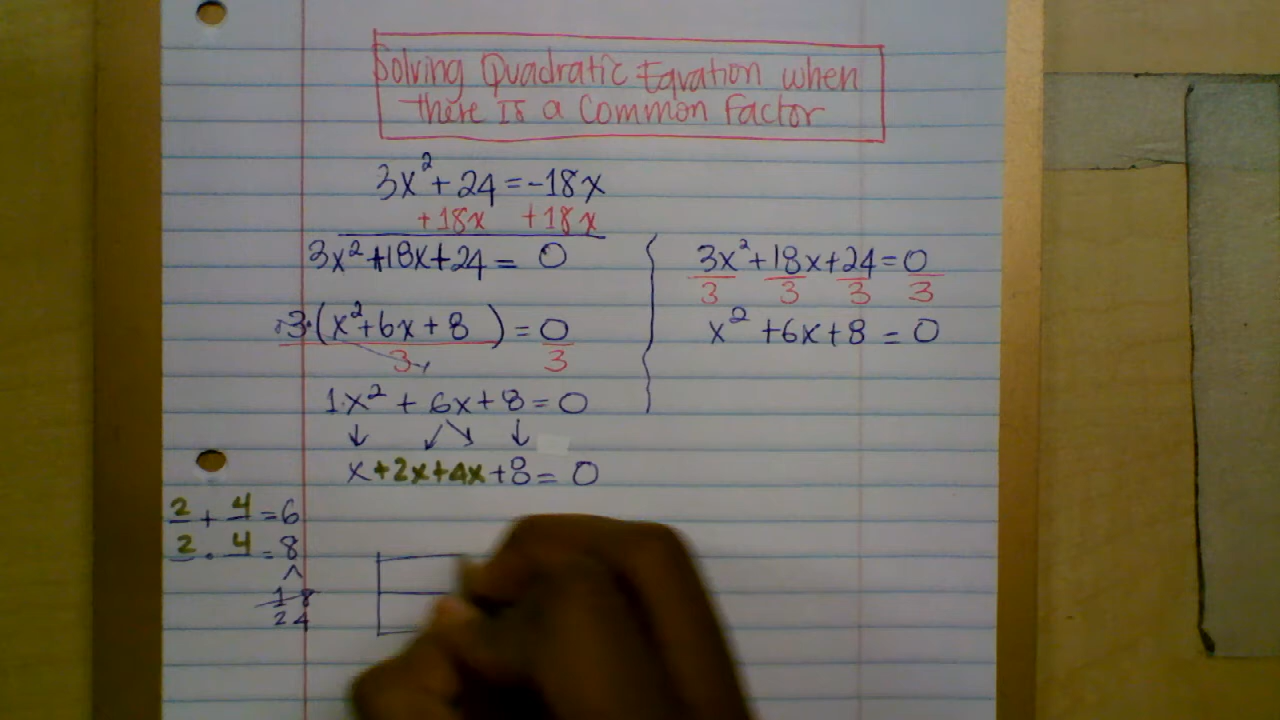 Solving Quadratic Equation when
there Is a Common Factor
3x² + 24 = -18x
+18x +18x
3x² +18x+24 = 0
3·(x²+6x+8) = 0
3 3
1·x² + 6x+8 = 0
x +2x+4x +8 = 0
2 + 4 = 6
2 · 4 = 8
1 8
2 4
3x²+18x+24=0
3 3 3 3
x² +6x+8 = 0